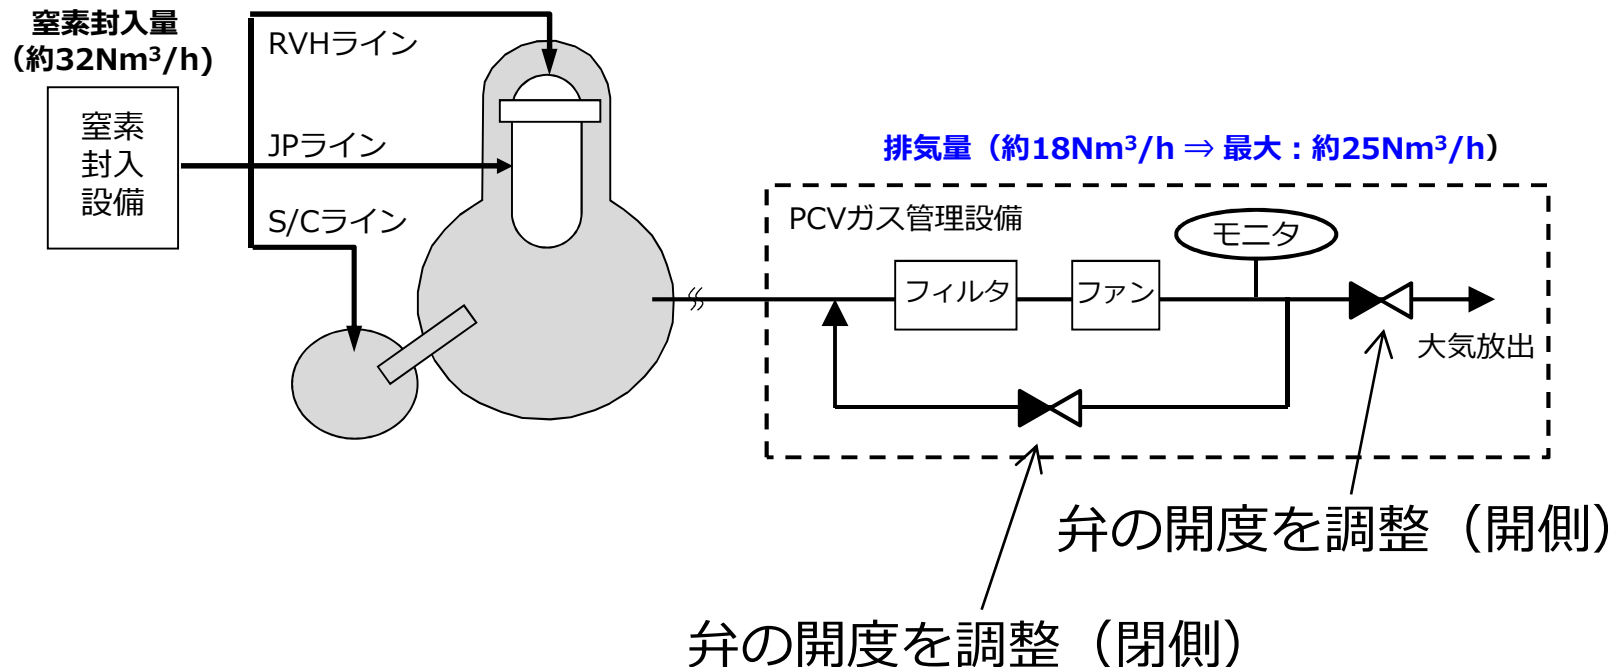 窒素封入量
（約32Nm³/h)
窒素
封入
設備
RVHライン
JPライン
S/Cライン
排気量（約18Nm³/h ⇒ 最大：約25Nm³/h）
PCVガス管理設備
モニタ
フィルタ
ファン
大気放出
弁の開度を調整（開側）
弁の開度を調整（閉側）